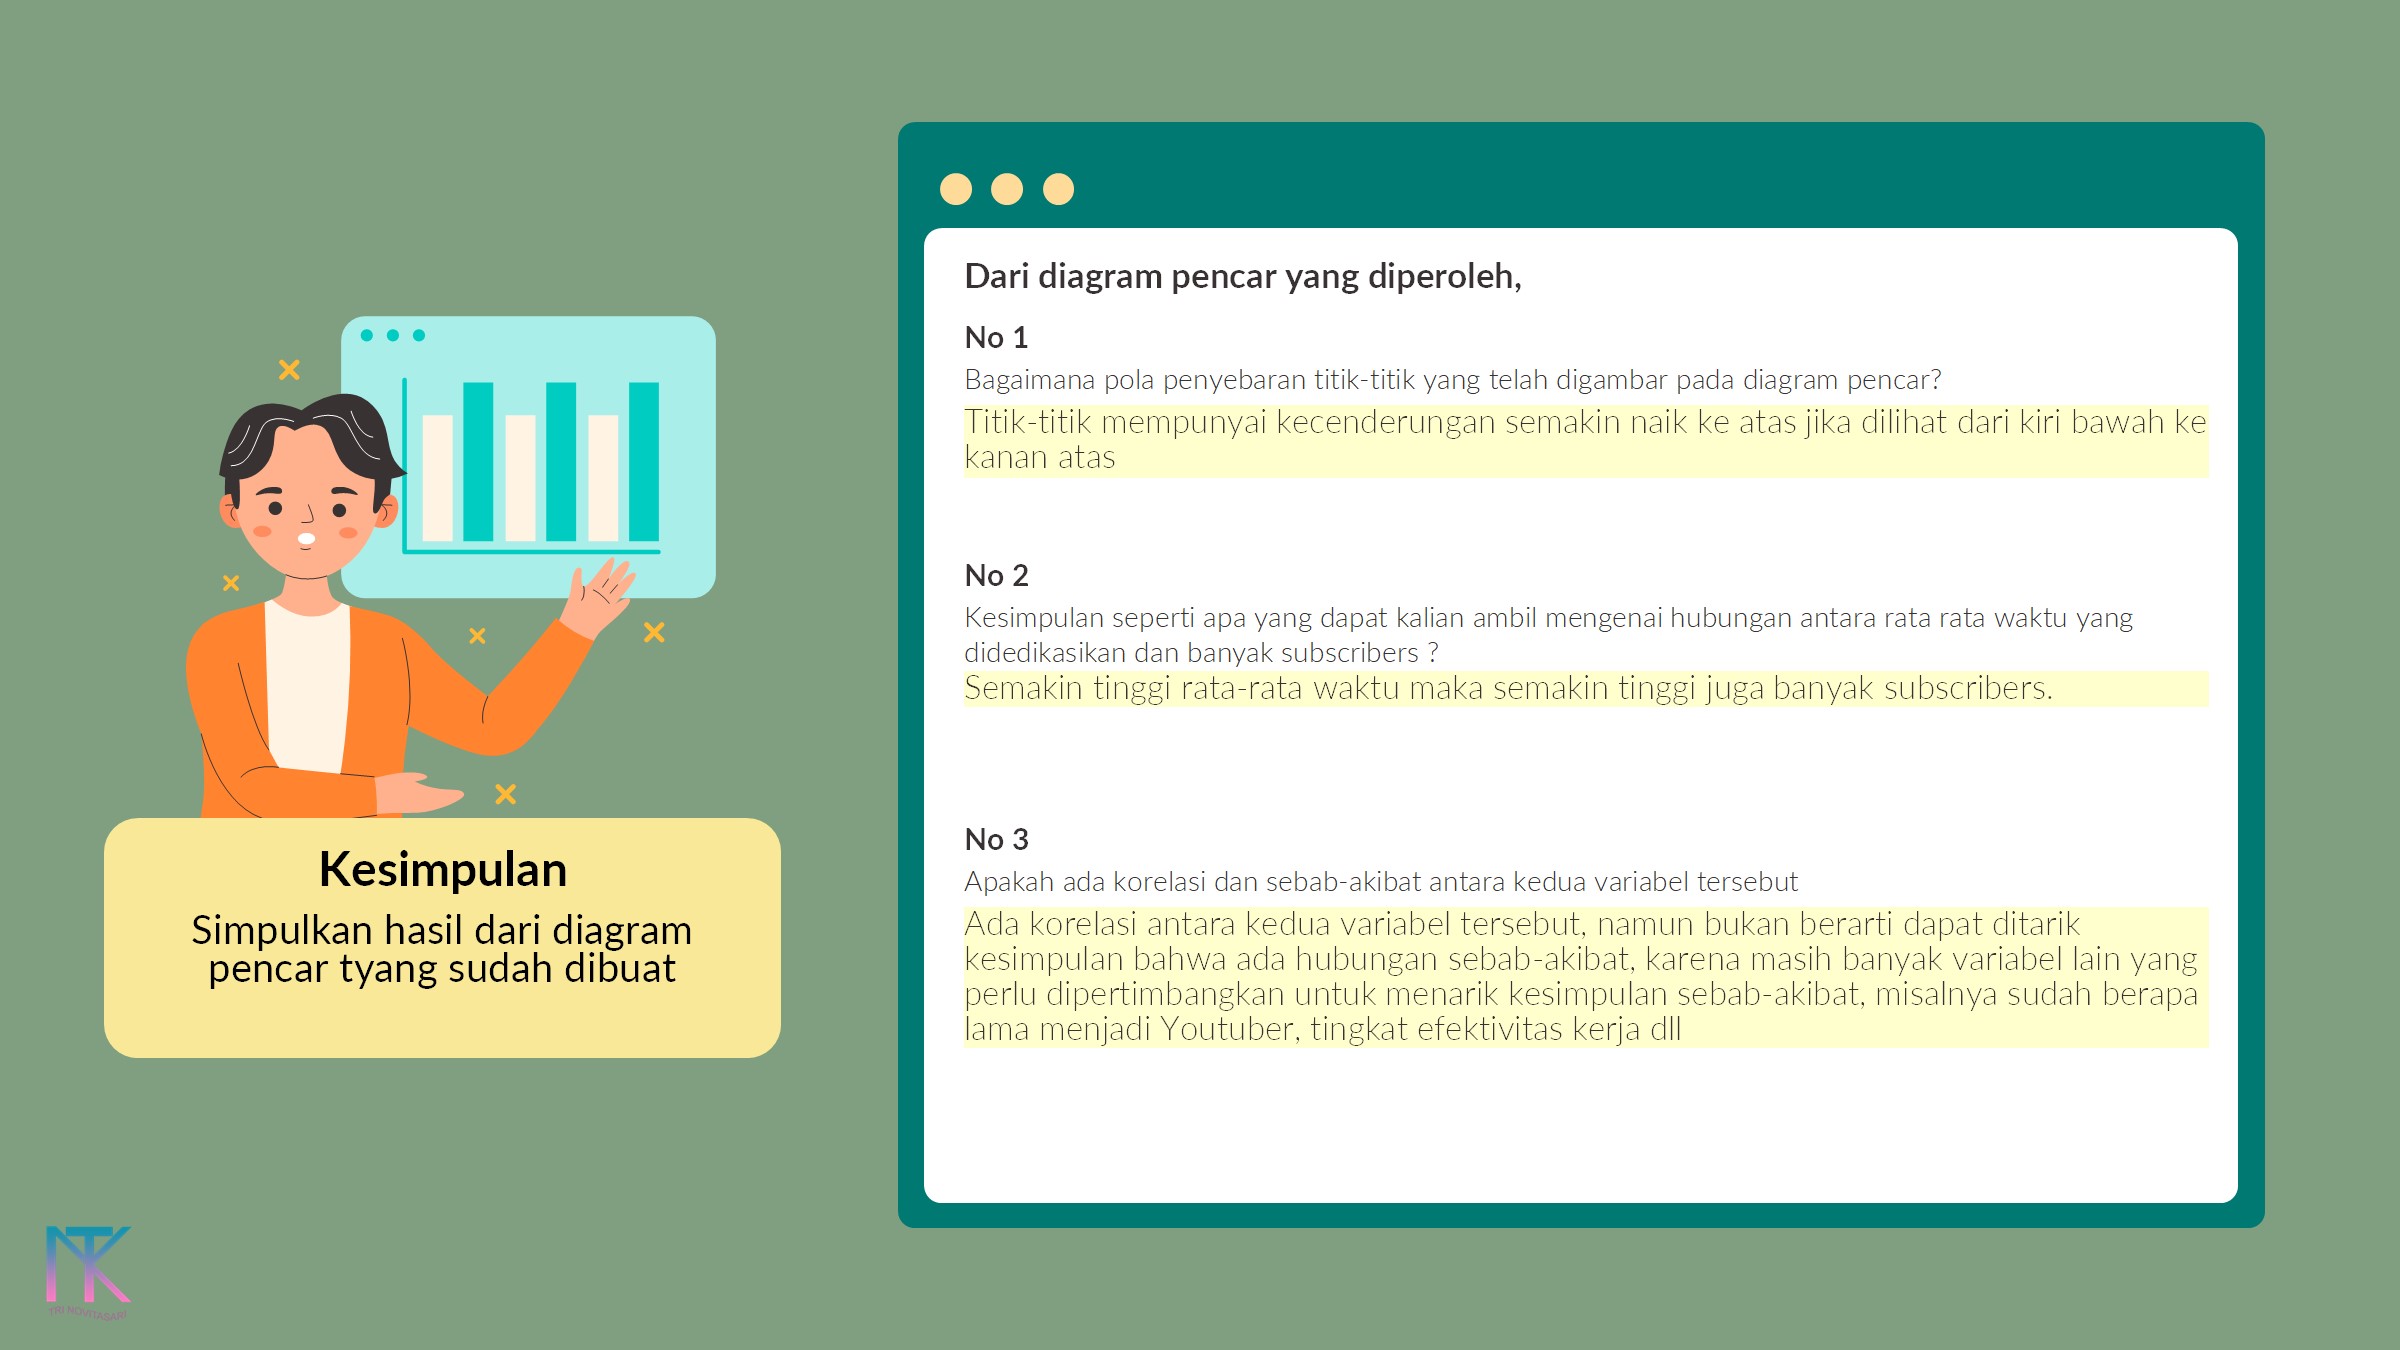 Dari diagram pencar yang diperoleh,
No 1
Bagaimana pola penyebaran titik-titik yang telah digambar pada diagram pencar?
Titik-titik mempunyai kecenderungan semakin naik ke atas jika dilihat dari kiri bawah ke
kanan atas
No 2
Kesimpulan seperti apa yang dapat kalian ambil mengenai hubungan antara rata rata waktu yang
didedikasikan dan banyak subscribers ?
Semakin tinggi rata-rata waktu maka semakin tinggi juga banyak subscribers.
No 3
Apakah ada korelasi dan sebab-akibat antara kedua variabel tersebut
Ada korelasi antara kedua variabel tersebut, namun bukan berarti dapat ditarik
kesimpulan bahwa ada hubungan sebab-akibat, karena masih banyak variabel lain yang
perlu dipertimbangkan untuk menarik kesimpulan sebab-akibat, misalnya sudah berapa
lama menjadi Youtuber, tingkat efektivitas kerja dll
Kesimpulan
Simpulkan hasil dari diagram
pencar tyang sudah dibuat
NTK
TRI NOVITASARI